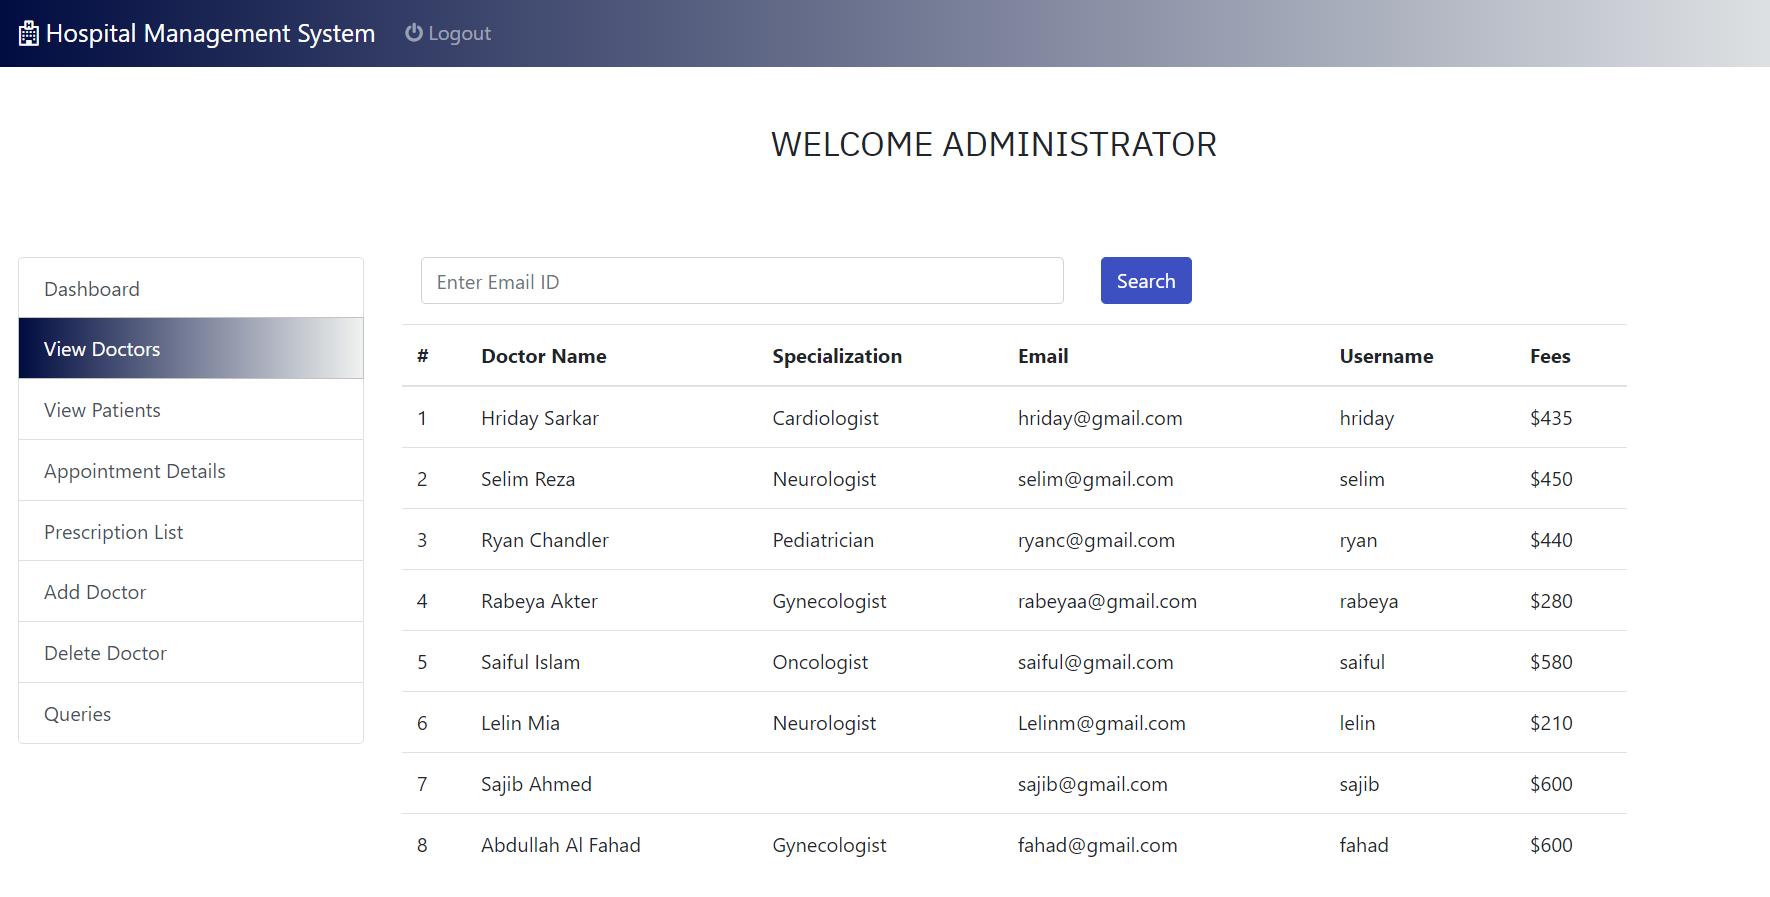 Hospital Management System Logout
WELCOME ADMINISTRATOR
Dashboard
View Doctors
View Patients
Appointment Details
Prescription List
Add Doctor
Delete Doctor
Queries
Enter Email ID Search
# Doctor Name Specialization Email Username Fees
1 Hriday Sarkar Cardiologist hriday@gmail.com hriday $435
2 Selim Reza Neurologist selim@gmail.com selim $450
3 Ryan Chandler Pediatrician ryanc@gmail.com ryan $440
4 Rabeya Akter Gynecologist rabeyaa@gmail.com rabeya $280
5 Saiful Islam Oncologist saiful@gmail.com saiful $580
6 Lelin Mia Neurologist Lelinm@gmail.com lelin $210
7 Sajib Ahmed sajib@gmail.com sajib $600
8 Abdullah Al Fahad Gynecologist fahad@gmail.com fahad $600